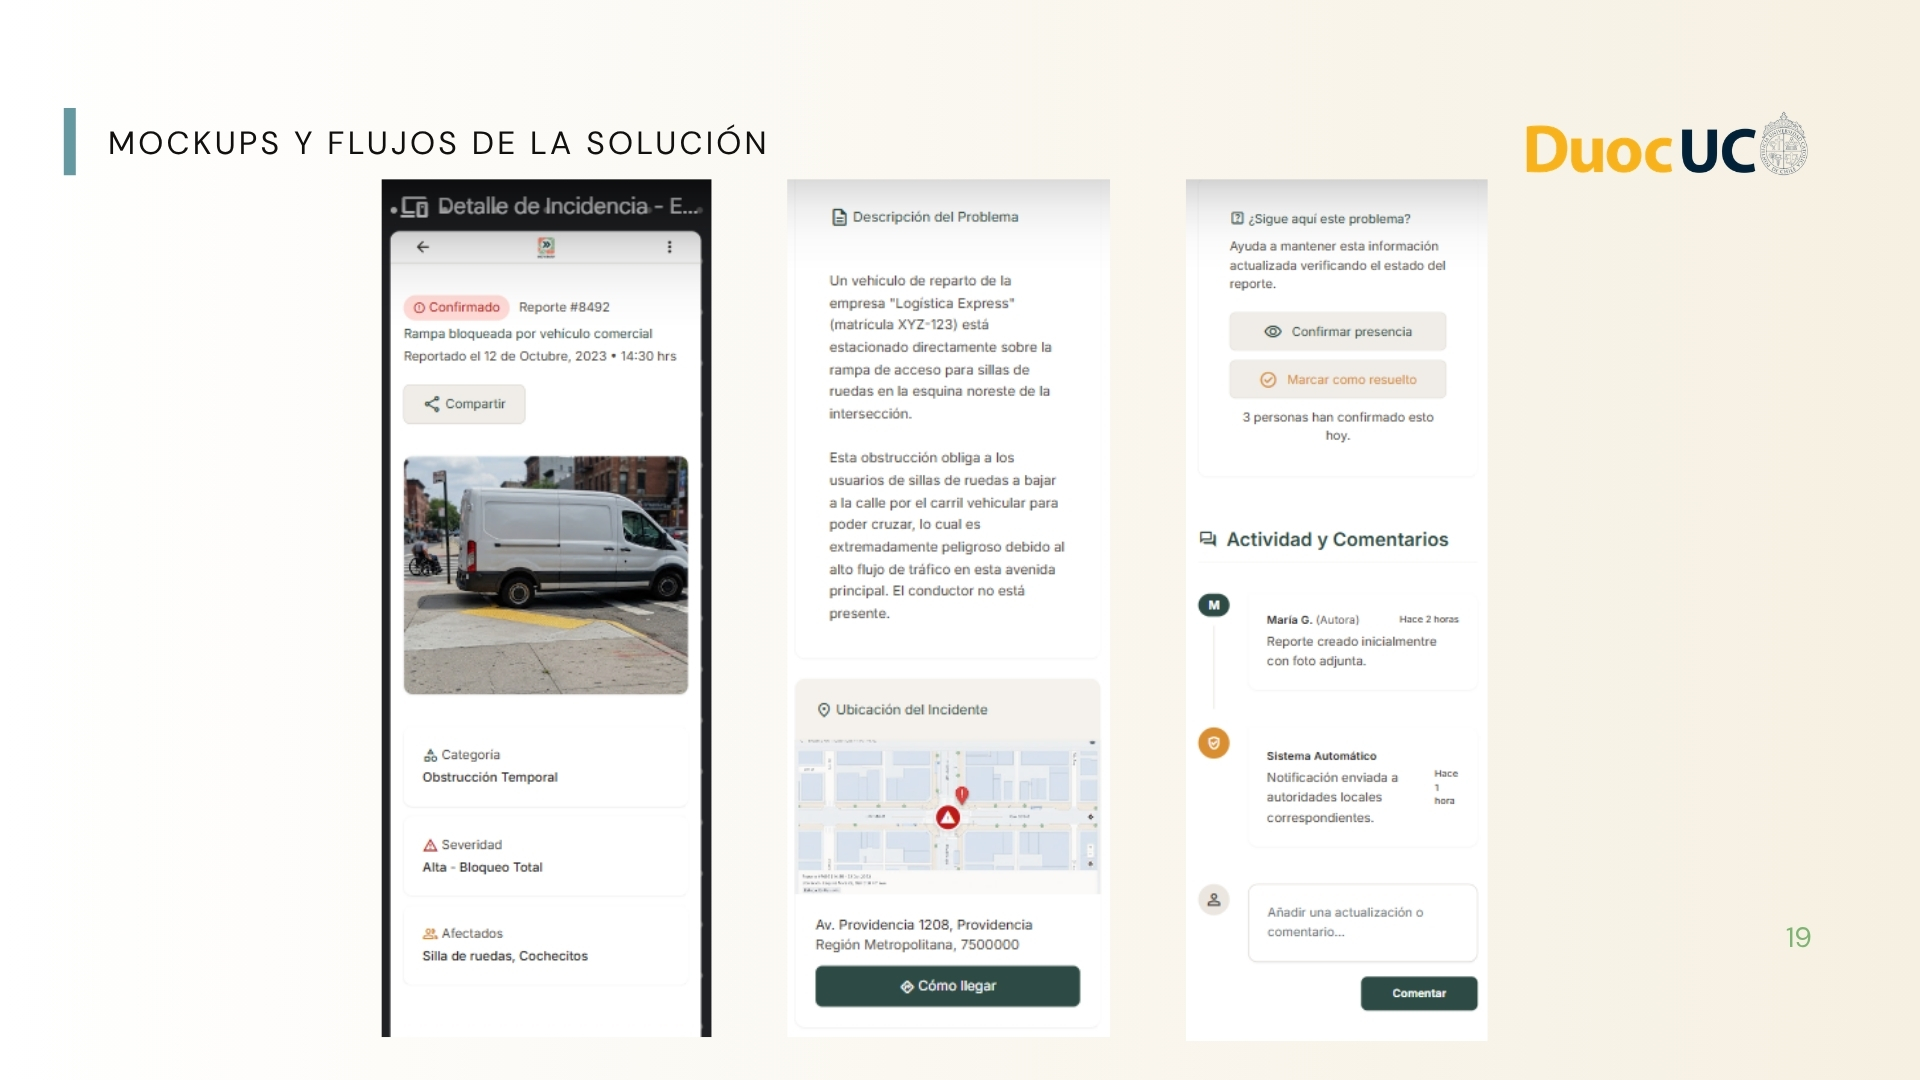 MOCKUPS Y FLUJOS DE LA SOLUCIÓN
Duoc UC
Detalle de Incidencia - E...
Confirmado
Reporte #8492
Rampa bloqueada por vehículo comercial
Reportado el 12 de Octubre, 2023 • 14:30 hrs
Compartir
Categoría
Obstrucción Temporal
Severidad
Alta - Bloqueo Total
Afectados
Silla de ruedas, Cochecitos
Descripción del Problema
Un vehículo de reparto de la
empresa "Logística Express"
(matrícula XYZ-123) está
estacionado directamente sobre la
rampa de acceso para sillas de
ruedas en la esquina noreste de la
intersección.
Esta obstrucción obliga a los
usuarios de sillas de ruedas a bajar
a la calle por el carril vehicular para
poder cruzar, lo cual es
extremadamente peligroso debido al
alto flujo de tráfico en esta avenida
principal. El conductor no está
presente.
Ubicación del Incidente
Av. Providencia 1208, Providencia
Región Metropolitana, 7500000
Cómo llegar
¿Sigue aquí este problema?
Ayuda a mantener esta información
actualizada verificando el estado del
reporte.
Confirmar presencia
Marcar como resuelto
3 personas han confirmado esto
hoy.
Actividad y Comentarios
M
María G. (Autora)
Hace 2 horas
Reporte creado inicialmentre
con foto adjunta.
Sistema Automático
Notificación enviada a
autoridades locales
correspondientes.
Hace
1
hora
Añadir una actualización o
comentario...
Comentar
19